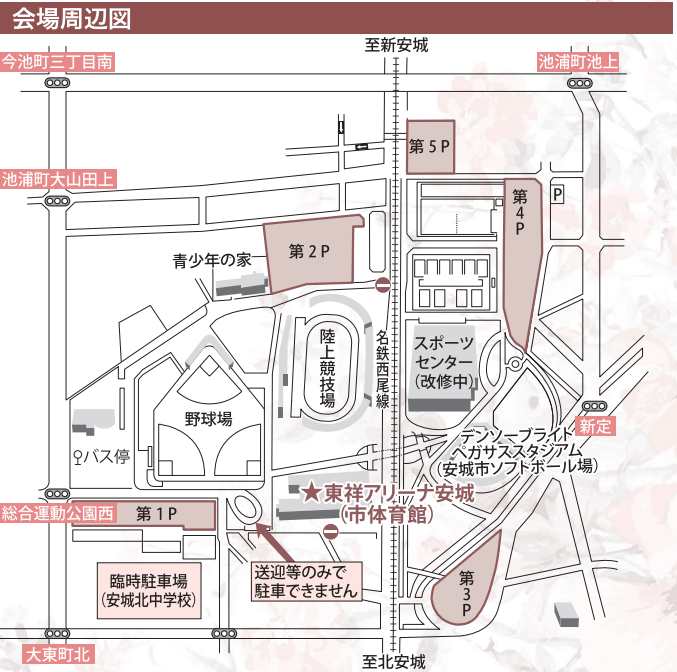 会場周辺図
至新安城
今池町三丁目南
池浦町池上
第5P
池浦町大山田上
第4P
P
第2P
青少年の家
名鉄西尾線
陸上競技場
スポーツ
センター
(改修中)
野球場
新定
デンソーブライト
ペガサススタジアム
(安城市ソフトボール場)
バス停
★東祥アリーナ安城
(市体育館)
総合運動公園西
第1P
送迎等のみで
駐車できません
臨時駐車場
(安城北中学校)
第3P
大東町北
至北安城